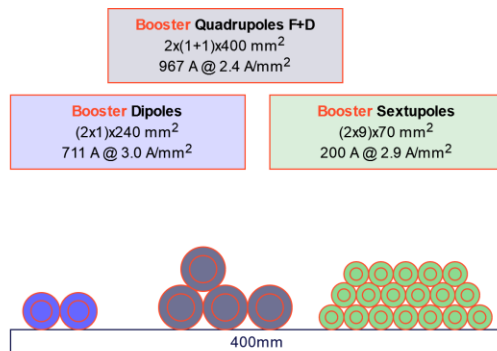 Booster Quadrupoles F+D
2x(1+1)x400 mm²
967 A @ 2.4 A/mm²
Booster Dipoles
(2x1)x240 mm²
711 A @ 3.0 A/mm²
Booster Sextupoles
(2x9)x70 mm²
200 A @ 2.9 A/mm²
400mm